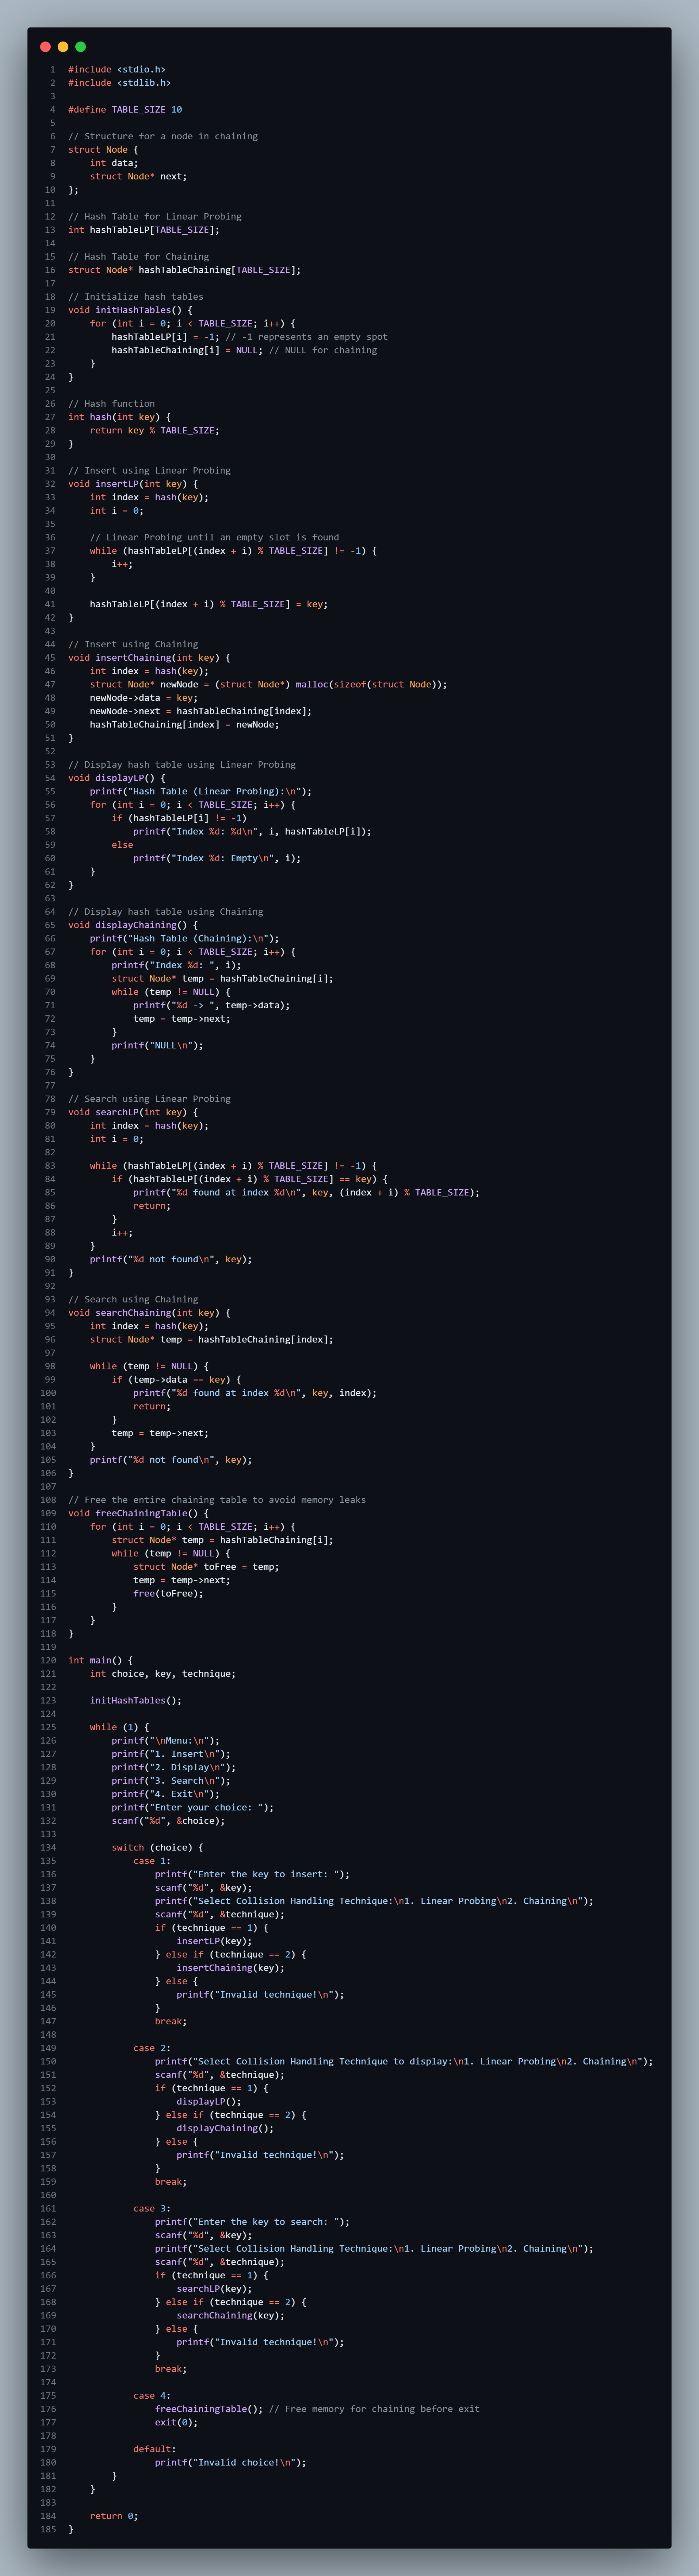 1 #include <stdio.h>
2 #include <stdlib.h>
3
4 #define TABLE_SIZE 10
5
6 // Structure for a node in chaining
7 struct Node {
8     int data;
9     struct Node* next;
10 };
11
12 // Hash Table for Linear Probing
13 int hashTableLP[TABLE_SIZE];
14
15 // Hash Table for Chaining
16 struct Node* hashTableChaining[TABLE_SIZE];
17
18 // Initialize hash tables
19 void initHashTables() {
20     for (int i = 0; i < TABLE_SIZE; i++) {
21         hashTableLP[i] = -1; // -1 represents an empty spot
22         hashTableChaining[i] = NULL; // NULL for chaining
23     }
24 }
25
26 // Hash function
27 int hash(int key) {
28     return key % TABLE_SIZE;
29 }
30
31 // Insert using Linear Probing
32 void insertLP(int key) {
33     int index = hash(key);
34     int i = 0;
35
36     // Linear Probing until an empty slot is found
37     while (hashTableLP[(index + i) % TABLE_SIZE] != -1) {
38         i++;
39     }
40
41     hashTableLP[(index + i) % TABLE_SIZE] = key;
42 }
43
44 // Insert using Chaining
45 void insertChaining(int key) {
46     int index = hash(key);
47     struct Node* newNode = (struct Node*) malloc(sizeof(struct Node));
48     newNode->data = key;
49     newNode->next = hashTableChaining[index];
50     hashTableChaining[index] = newNode;
51 }
52
53 // Display hash table using Linear Probing
54 void displayLP() {
55     printf("Hash Table (Linear Probing):\n");
56     for (int i = 0; i < TABLE_SIZE; i++) {
57         if (hashTableLP[i] != -1)
58             printf("Index %d: %d\n", i, hashTableLP[i]);
59         else
60             printf("Index %d: Empty\n", i);
61     }
62 }
63
64 // Display hash table using Chaining
65 void displayChaining() {
66     printf("Hash Table (Chaining):\n");
67     for (int i = 0; i < TABLE_SIZE; i++) {
68         printf("Index %d: ", i);
69         struct Node* temp = hashTableChaining[i];
70         while (temp != NULL) {
71             printf("%d -> ", temp->data);
72             temp = temp->next;
73         }
74         printf("NULL\n");
75     }
76 }
77
78 // Search using Linear Probing
79 void searchLP(int key) {
80     int index = hash(key);
81     int i = 0;
82
83     while (hashTableLP[(index + i) % TABLE_SIZE] != -1) {
84         if (hashTableLP[(index + i) % TABLE_SIZE] == key) {
85             printf("%d found at index %d\n", key, (index + i) % TABLE_SIZE);
86             return;
87         }
88         i++;
89     }
90     printf("%d not found\n", key);
91 }
92
93 // Search using Chaining
94 void searchChaining(int key) {
95     int index = hash(key);
96     struct Node* temp = hashTableChaining[index];
97
98     while (temp != NULL) {
99         if (temp->data == key) {
100             printf("%d found at index %d\n", key, index);
101             return;
102         }
103         temp = temp->next;
104     }
105     printf("%d not found\n", key);
106 }
107
108 // Free the entire chaining table to avoid memory leaks
109 void freeChainingTable() {
110     for (int i = 0; i < TABLE_SIZE; i++) {
111         struct Node* temp = hashTableChaining[i];
112         while (temp != NULL) {
113             struct Node* toFree = temp;
114             temp = temp->next;
115             free(toFree);
116         }
117     }
118 }
119
120 int main() {
121     int choice, key, technique;
122
123     initHashTables();
124
125     while (1) {
126         printf("\nMenu:\n");
127         printf("1. Insert\n");
128         printf("2. Display\n");
129         printf("3. Search\n");
130         printf("4. Exit\n");
131         printf("Enter your choice: ");
132         scanf("%d", &choice);
133
134         switch (choice) {
135             case 1:
136                 printf("Enter the key to insert: ");
137                 scanf("%d", &key);
138                 printf("Select Collision Handling Technique:\n1. Linear Probing\n2. Chaining\n");
139                 scanf("%d", &technique);
140                 if (technique == 1) {
141                     insertLP(key);
142                 } else if (technique == 2) {
143                     insertChaining(key);
144                 } else {
145                     printf("Invalid technique!\n");
146                 }
147                 break;
148
149             case 2:
150                 printf("Select Collision Handling Technique to display:\n1. Linear Probing\n2. Chaining\n");
151                 scanf("%d", &technique);
152                 if (technique == 1) {
153                     displayLP();
154                 } else if (technique == 2) {
155                     displayChaining();
156                 } else {
157                     printf("Invalid technique!\n");
158                 }
159                 break;
160
161             case 3:
162                 printf("Enter the key to search: ");
163                 scanf("%d", &key);
164                 printf("Select Collision Handling Technique:\n1. Linear Probing\n2. Chaining\n");
165                 scanf("%d", &technique);
166                 if (technique == 1) {
167                     searchLP(key);
168                 } else if (technique == 2) {
169                     searchChaining(key);
170                 } else {
171                     printf("Invalid technique!\n");
172                 }
173                 break;
174
175             case 4:
176                 freeChainingTable(); // Free memory for chaining before exit
177                 exit(0);
178
179             default:
180                 printf("Invalid choice!\n");
181         }
182     }
183
184     return 0;
185 }